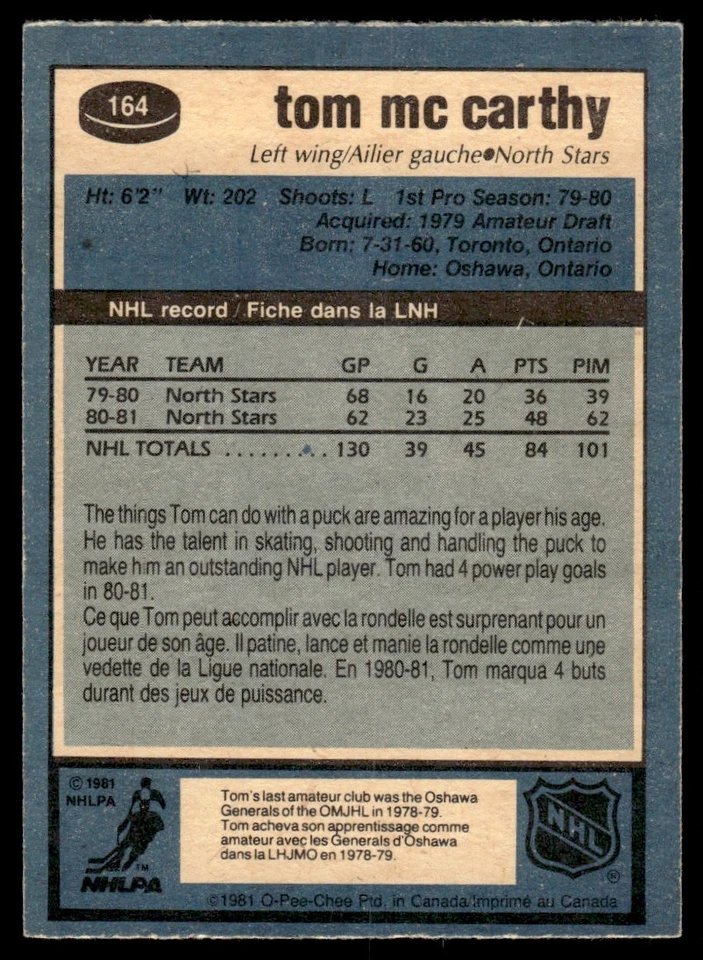 164
tom mc carthy
Left wing/Ailier gauche●North Stars
Ht: 6'2" Wt: 202 Shoots: L 1st Pro Season: 79-80
Acquired: 1979 Amateur Draft
Born: 7-31-60, Toronto, Ontario
Home: Oshawa, Ontario
NHL record / Fiche dans la LNH
YEAR TEAM GP G A PTS PIM
79-80 North Stars 68 16 20 36 39
80-81 North Stars 62 23 25 48 62
NHL TOTALS ......... 130 39 45 84 101
The things Tom can do with a puck are amazing for a player his age.
He has the talent in skating, shooting and handling the puck to
make him an outstanding NHL player. Tom had 4 power play goals
in 80-81.
Ce que Tom peut accomplir avec la rondelle est surprenant pour un
joueur de son âge. Il patine, lance et manie la rondelle comme une
vedette de la Ligue nationale. En 1980-81, Tom marqua 4 buts
durant des jeux de puissance.
© 1981
NHLPA
TM
NHLPA
Tom's last amateur club was the Oshawa
Generals of the OMJHL in 1978-79.
Tom acheva son apprentissage comme
amateur avec les Generals d'Oshawa
dans la LHJMO en 1978-79.
NHL
®
©1981 O-Pee-Chee Ptd. in Canada/Imprimé au Canada